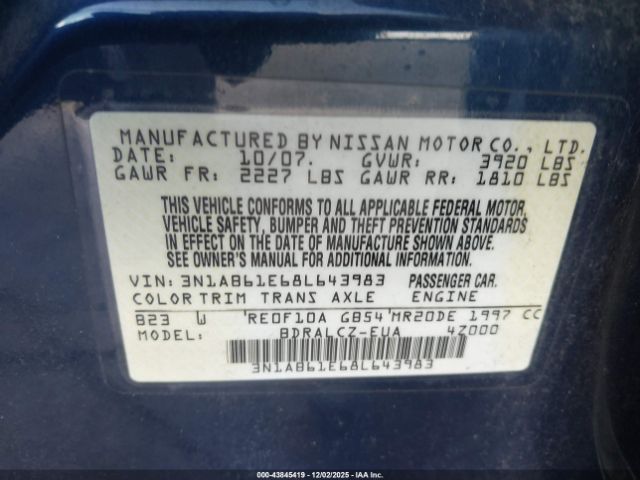 MANUFACTURED BY NISSAN MOTOR CO., LTD.
DATE: 10/07. GVWR: 3920 LBS
GAWR FR: 2227 LBS GAWR RR: 1810 LBS
THIS VEHICLE CONFORMS TO ALL APPLICABLE FEDERAL MOTOR
VEHICLE SAFETY, BUMPER AND THEFT PREVENTION STANDARDS
IN EFFECT ON THE DATE OF MANUFACTURE SHOWN ABOVE.
SEE OWNER'S MANUAL FOR ADDITIONAL INFORMATION.
VIN: 3N1AB61E68L643983 PASSENGER CAR.
COLOR TRIM TRANS AXLE ENGINE
B23 W 'RE0F10A GB54'MR20DE 1997 CC
MODEL: BDRALCZ-EUA 4Z000
3N1AB61E68L643983
000-43845419 - 12/02/2025 - IAA Inc.